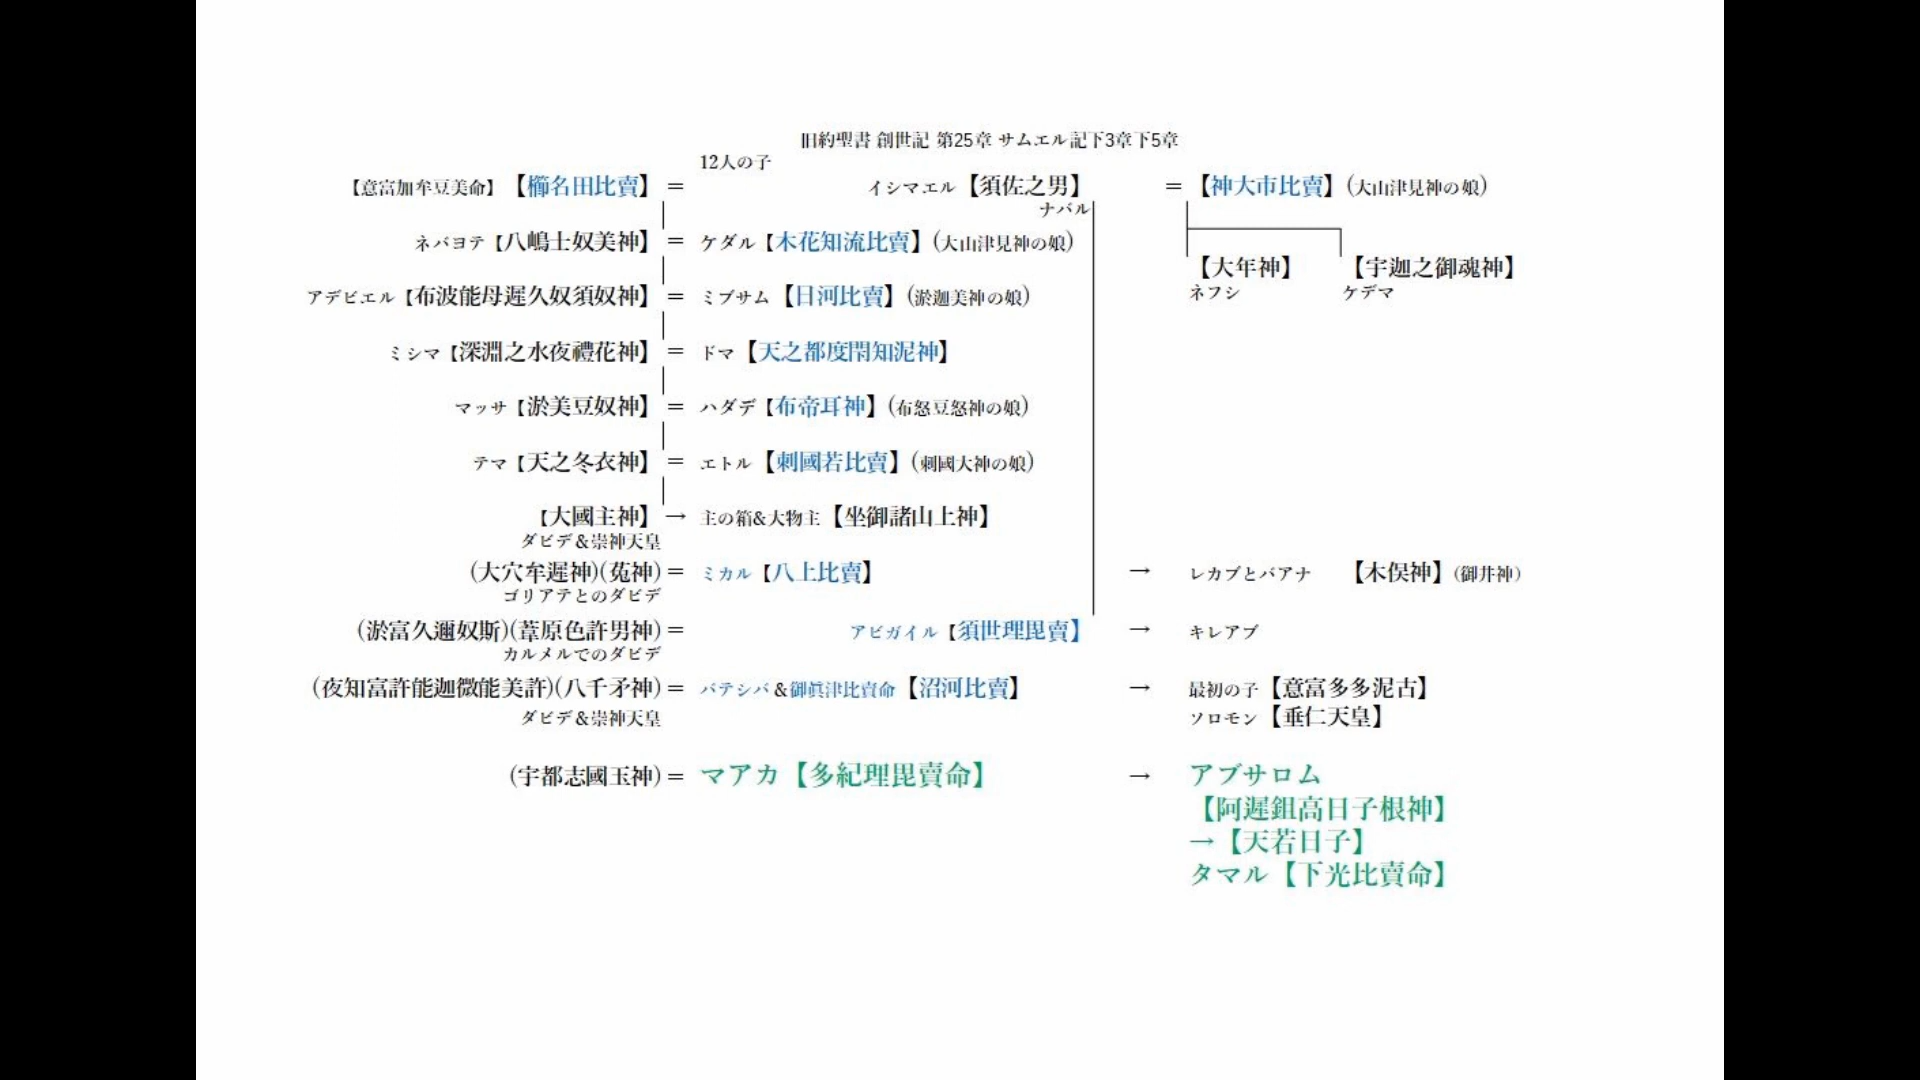 旧約聖書 創世記 第25章 サムエル記下3章下5章
12人の子
【意富加牟豆美命】【櫛名田比賣】＝ イシマエル【須佐之男】 ＝【神大市比賣】(大山津見神の娘)
ナバル
ネバヨテ【八嶋士奴美神】＝ ケダル【木花知流比賣】(大山津見神の娘)
【大年神】 【宇迦之御魂神】
ネフシ ケデマ
アデビエル【布波能母遅久奴須奴神】＝ ミブサム【日河比賣】(淤迦美神の娘)
ミシマ【深淵之水夜禮花神】＝ ドマ【天之都度閇知泥神】
マッサ【淤美豆奴神】＝ ハダデ【布帝耳神】(布怒豆怒神の娘)
テマ【天之冬衣神】＝ エトル【刺國若比賣】(刺國大神の娘)
【大國主神】→ 主の箱&大物主【坐御諸山上神】
ダビデ＆崇神天皇
(大穴牟遅神)(菟神)＝ ミカル【八上比賣】 → レカブとバアナ 【木俣神】(御井神)
ゴリアテとのダビデ
(淤富久邇奴斯)(葦原色許男神)＝ アビガイル【須世理毘賣】 → キレアブ
カルメルでのダビデ
(夜知富許能迦微能美許)(八千矛神)＝ バテシバ＆御眞津比賣命【沼河比賣】 → 最初の子【意富多多泥古】
ダビデ＆崇神天皇 ソロモン【垂仁天皇】
(宇都志國玉神)＝ マアカ【多紀理毘賣命】 → アブサロム
【阿遅鉏高日子根神】
→【天若日子】
タマル【下光比賣命】